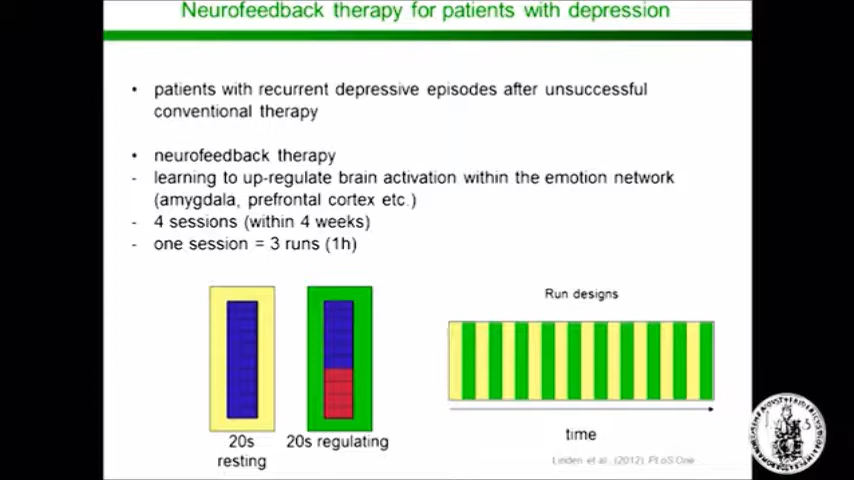 Neurofeedback therapy for patients with depression
• patients with recurrent depressive episodes after unsuccessful
conventional therapy
• neurofeedback therapy
- learning to up-regulate brain activation within the emotion network
(amygdala, prefrontal cortex etc.)
- 4 sessions (within 4 weeks)
- one session = 3 runs (1h)
Run designs
20s
resting
20s regulating
time
Linden et al. (2012) PLoS One